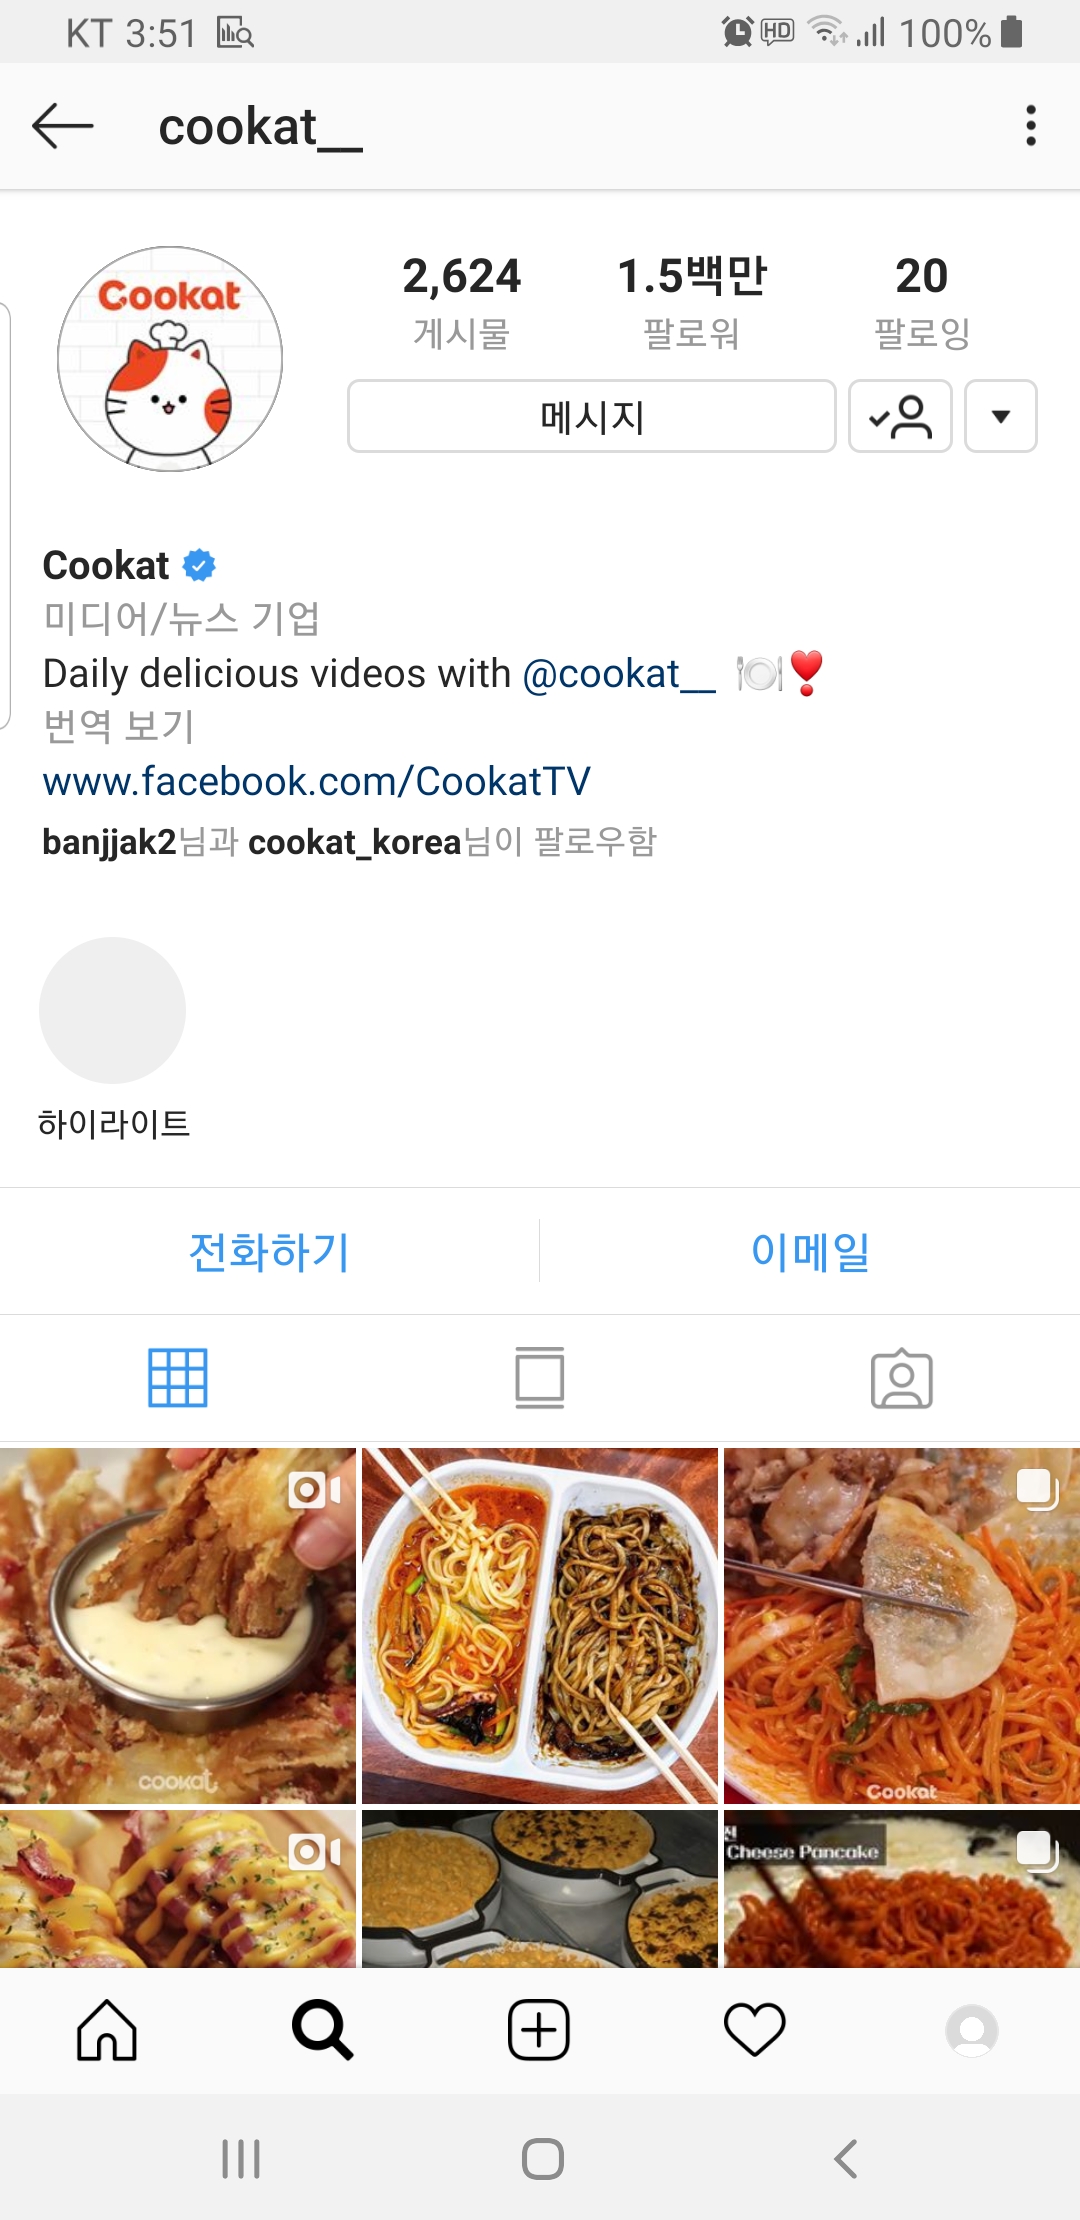 KT 3:51
HD 100%
cookat__
Cookat
2,624 1.5백만 20
게시물 팔로워 팔로잉
메시지
Cookat
미디어/뉴스 기업
Daily delicious videos with @cookat__ 🍽❣
번역 보기
www.facebook.com/CookatTV
banjjak2님과 cookat_korea님이 팔로우함
하이라이트
전화하기 이메일
cookat
Cookat
전
Cheese Pancake